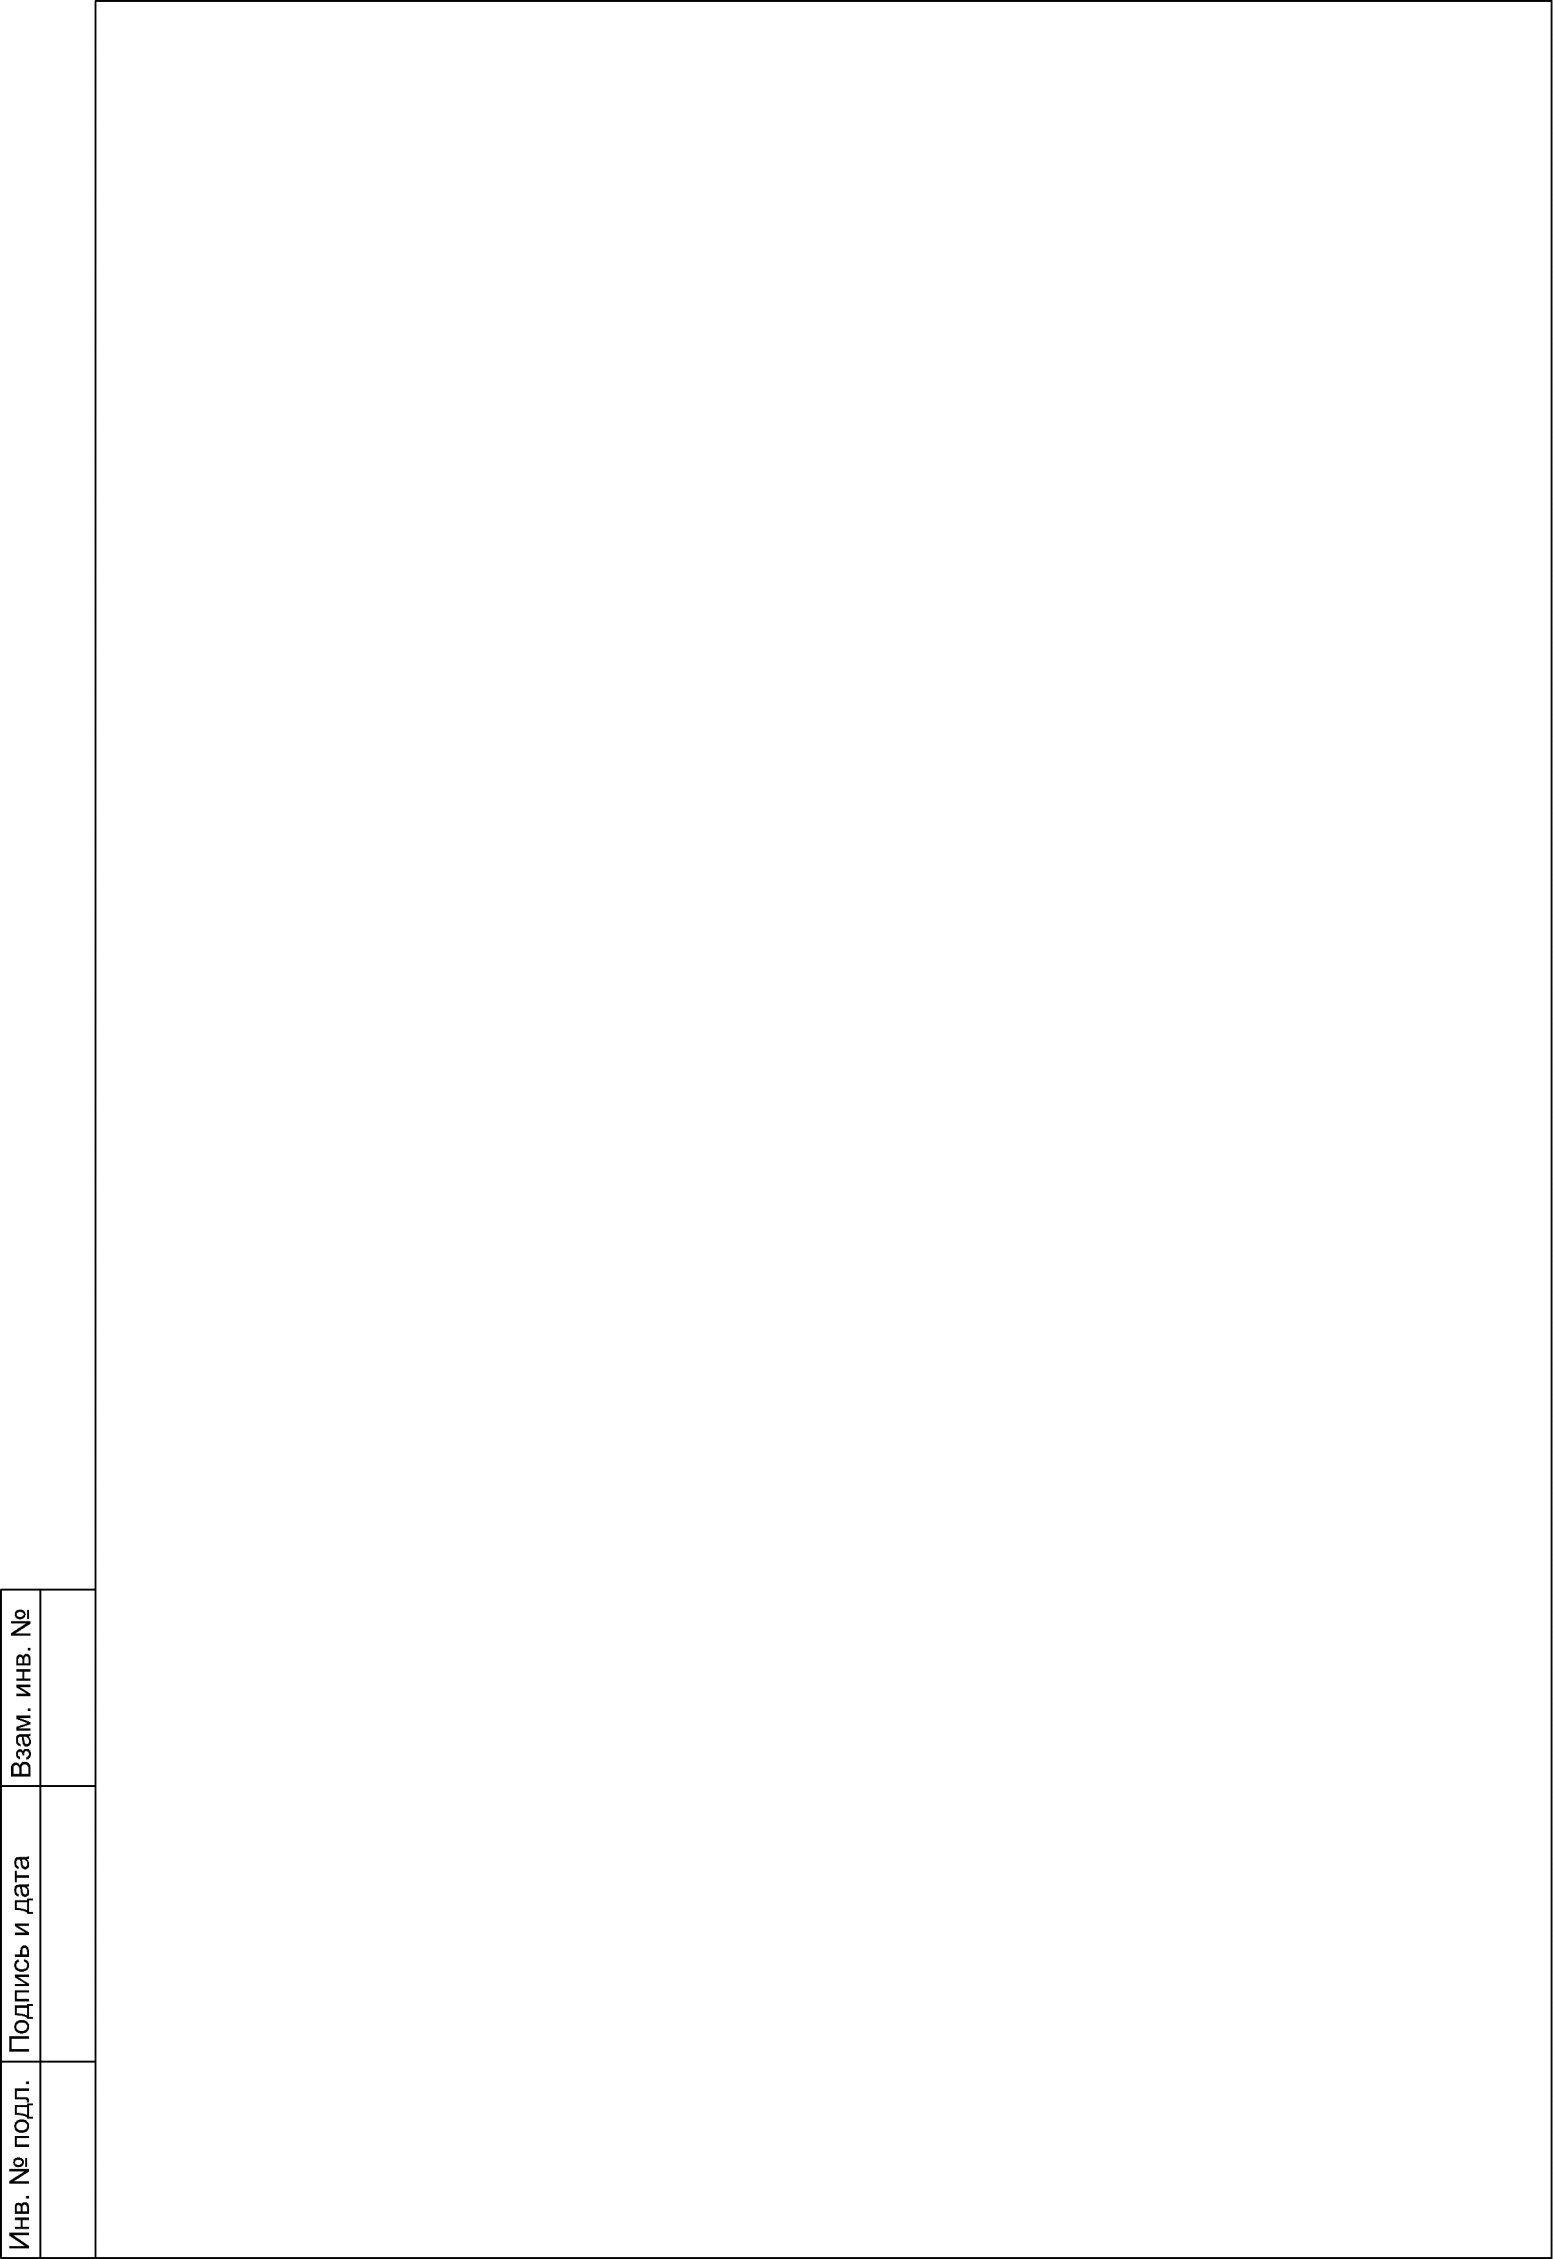 Взам. инв. №
Подпись и дата
Инв. № подл.